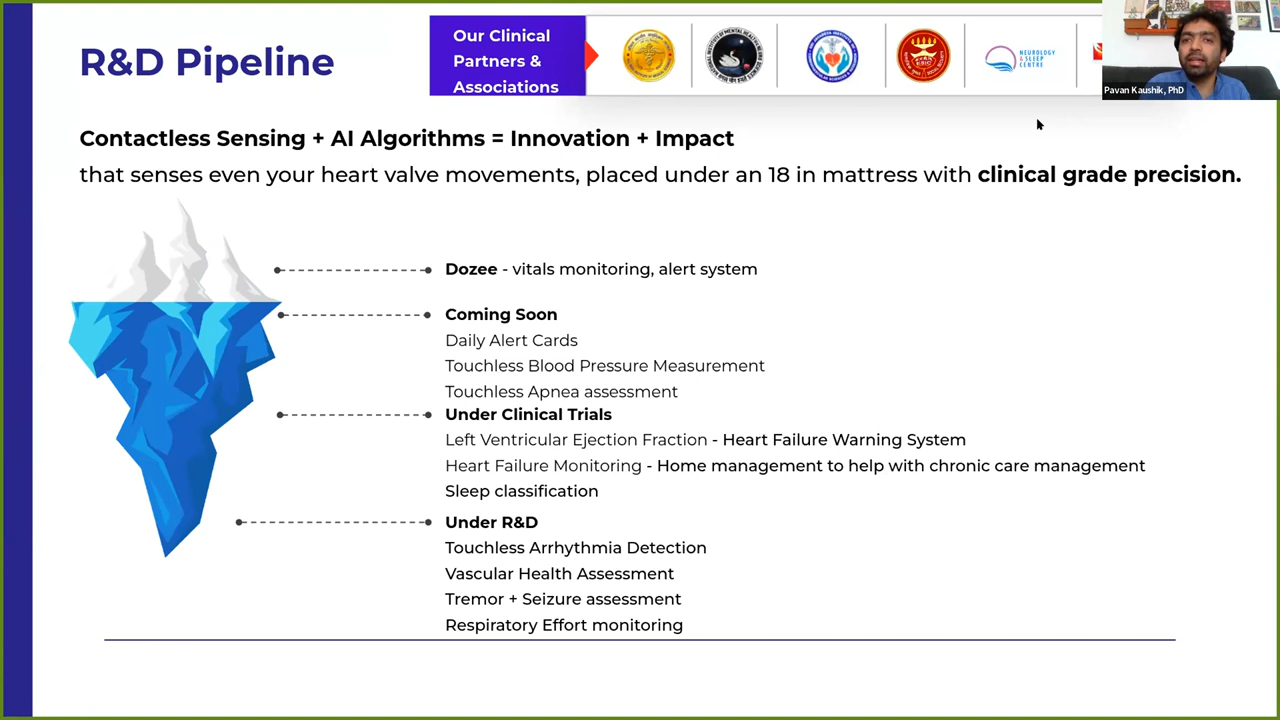 R&D Pipeline
Our Clinical
Partners &
Associations
NEUROLOGY
& SLEEP
CENTRE
ESIC
Pavan Kaushik, PhD
Contactless Sensing + AI Algorithms = Innovation + Impact
that senses even your heart valve movements, placed under an 18 in mattress with clinical grade precision.
Dozee - vitals monitoring, alert system
Coming Soon
Daily Alert Cards
Touchless Blood Pressure Measurement
Touchless Apnea assessment
Under Clinical Trials
Left Ventricular Ejection Fraction - Heart Failure Warning System
Heart Failure Monitoring - Home management to help with chronic care management
Sleep classification
Under R&D
Touchless Arrhythmia Detection
Vascular Health Assessment
Tremor + Seizure assessment
Respiratory Effort monitoring